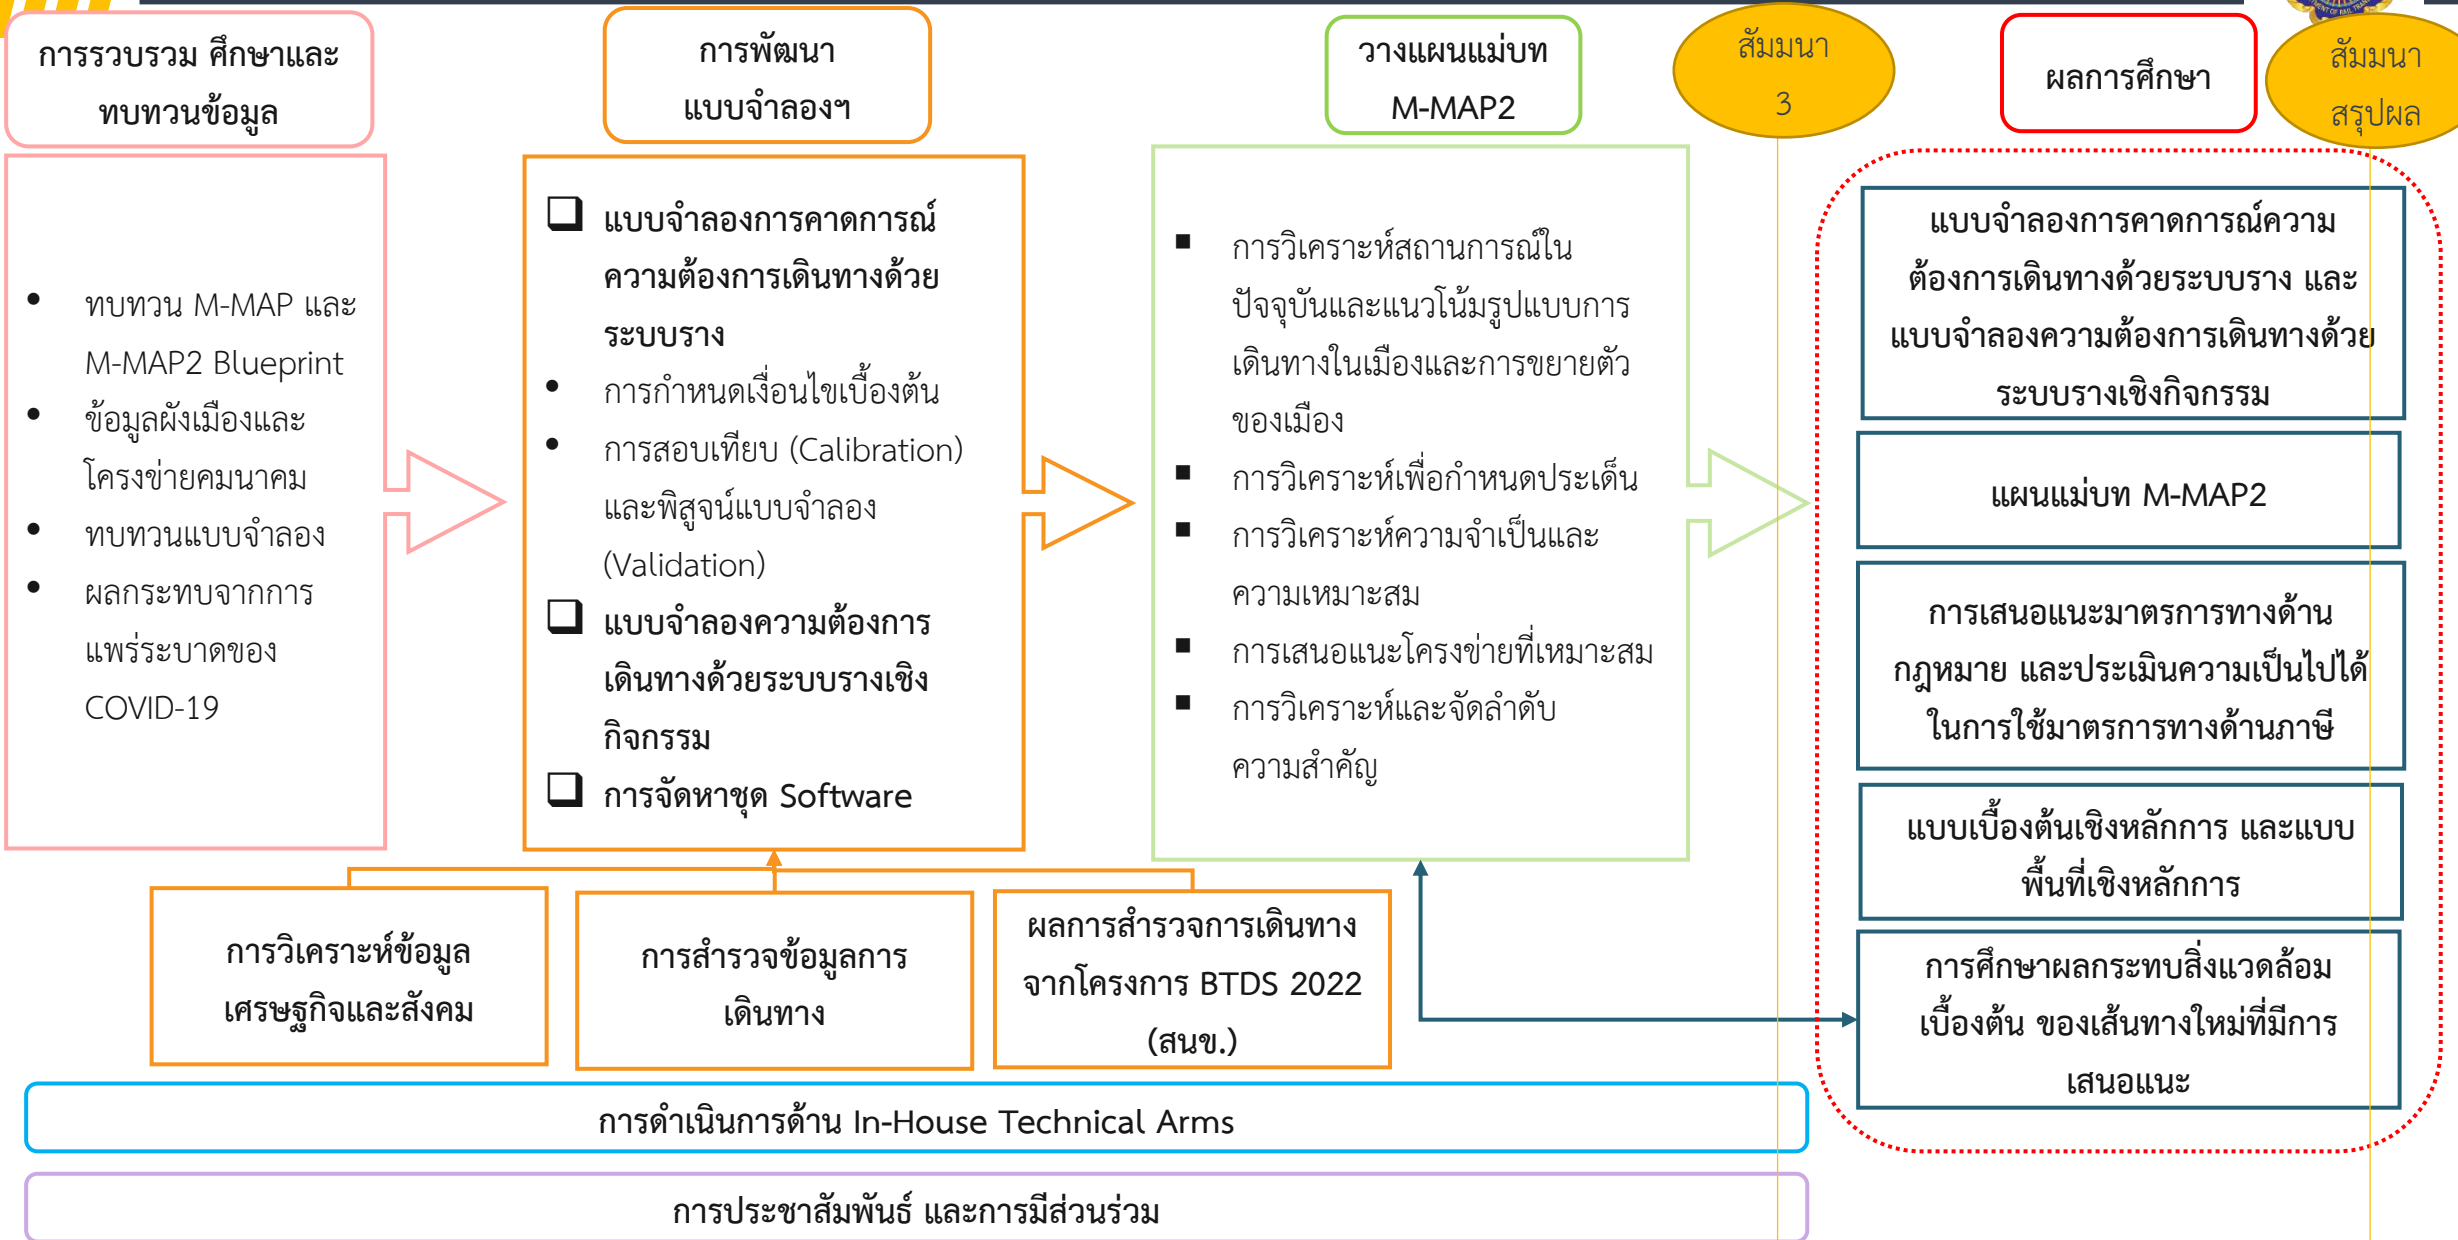 การรวบรวม ศึกษาและ
ทบทวนข้อมูล
การพัฒนา
แบบจำลองฯ
วางแผนแม่บท
M-MAP2
สัมมนา
3
ผลการศึกษา
สัมมนา
สรุปผล
• ทบทวน M-MAP และ
M-MAP2 Blueprint
• ข้อมูลผังเมืองและ
โครงข่ายคมนาคม
• ทบทวนแบบจำลอง
• ผลกระทบจากการ
แพร่ระบาดของ
COVID-19
❑ แบบจำลองการคาดการณ์
ความต้องการเดินทางด้วย
ระบบราง
• การกำหนดเงื่อนไขเบื้องต้น
• การสอบเทียบ (Calibration)
และพิสูจน์แบบจำลอง
(Validation)
❑ แบบจำลองความต้องการ
เดินทางด้วยระบบรางเชิง
กิจกรรม
❑ การจัดหาชุด Software
▪ การวิเคราะห์สถานการณ์ใน
ปัจจุบันและแนวโน้มรูปแบบการ
เดินทางในเมืองและการขยายตัว
ของเมือง
▪ การวิเคราะห์เพื่อกำหนดประเด็น
▪ การวิเคราะห์ความจำเป็นและ
ความเหมาะสม
▪ การเสนอแนะโครงข่ายที่เหมาะสม
▪ การวิเคราะห์และจัดลำดับ
ความสำคัญ
แบบจำลองการคาดการณ์ความ
ต้องการเดินทางด้วยระบบราง และ
แบบจำลองความต้องการเดินทางด้วย
ระบบรางเชิงกิจกรรม
แผนแม่บท M-MAP2
การเสนอแนะมาตรการทางด้าน
กฎหมาย และประเมินความเป็นไปได้
ในการใช้มาตรการทางด้านภาษี
แบบเบื้องต้นเชิงหลักการ และแบบ
พื้นที่เชิงหลักการ
การศึกษาผลกระทบสิ่งแวดล้อม
เบื้องต้น ของเส้นทางใหม่ที่มีการ
เสนอแนะ
การวิเคราะห์ข้อมูล
เศรษฐกิจและสังคม
การสำรวจข้อมูลการ
เดินทาง
ผลการสำรวจการเดินทาง
จากโครงการ BTDS 2022
(สนข.)
การดำเนินการด้าน In-House Technical Arms
การประชาสัมพันธ์ และการมีส่วนร่วม